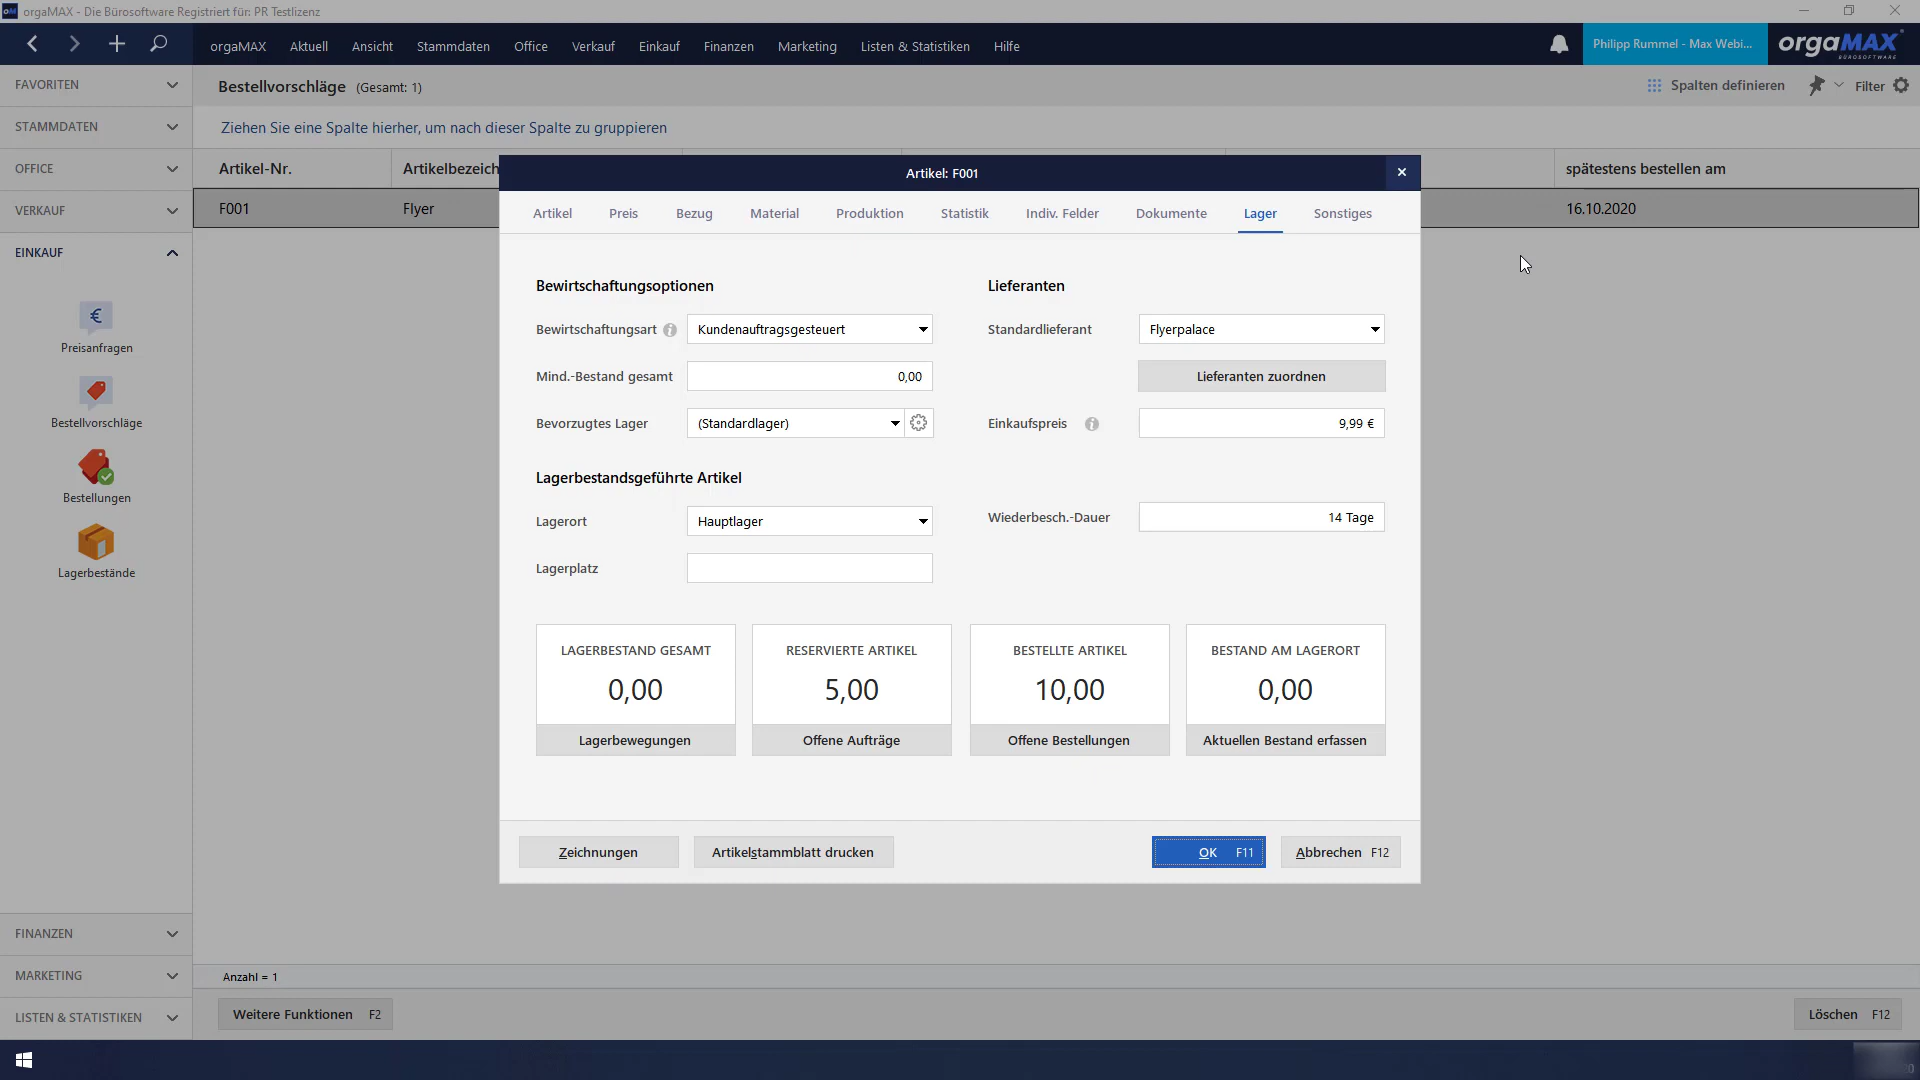 orgaMAX - Die Bürosoftware Registriert für: PR Testlizenz
orgaMAX Aktuell Ansicht Stammdaten Office Verkauf Einkauf Finanzen Marketing Listen & Statistiken Hilfe
Philipp Rummel - Max Webi...
orgaMAX
BÜROSOFTWARE
FAVORITEN
STAMMDATEN
OFFICE
VERKAUF
EINKAUF
Preisanfragen
Bestellvorschläge
Bestellungen
Lagerbestände
FINANZEN
MARKETING
LISTEN & STATISTIKEN
Bestellvorschläge (Gesamt: 1)
Spalten definieren
Filter
Ziehen Sie eine Spalte hierher, um nach dieser Spalte zu gruppieren
Artikel-Nr. Artikelbezeich spätestens bestellen am
F001 Flyer 16.10.2020
Artikel: F001
Artikel Preis Bezug Material Produktion Statistik Indiv. Felder Dokumente Lager Sonstiges
Bewirtschaftungsoptionen
Bewirtschaftungsart Kundenauftragsgesteuert
Mind.-Bestand gesamt 0,00
Bevorzugtes Lager (Standardlager)
Lieferanten
Standardlieferant Flyerpalace
Lieferanten zuordnen
Einkaufspreis 9,99 €
Lagerbestandsgeführte Artikel
Lagerort Hauptlager
Lagerplatz
Wiederbesch.-Dauer 14 Tage
LAGERBESTAND GESAMT
0,00
Lagerbewegungen
RESERVIERTE ARTIKEL
5,00
Offene Aufträge
BESTELLTE ARTIKEL
10,00
Offene Bestellungen
BESTAND AM LAGERORT
0,00
Aktuellen Bestand erfassen
Zeichnungen
Artikelstammblatt drucken
OK F11
Abbrechen F12
Anzahl = 1
Weitere Funktionen F2
Löschen F12